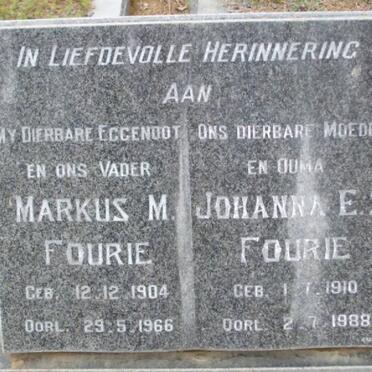 IN LIEFDEVOLLE HERINNERING
AAN
MY DIERBARE EGGENOOT
EN ONS VADER
MARKUS M.
FOURIE
GEB. 12.12.1904
OORL. 29.5.1966
ONS DIERBARE MOEDER
EN OUMA
JOHANNA E.
FOURIE
GEB. 1.7.1910
OORL. 2.7.1988